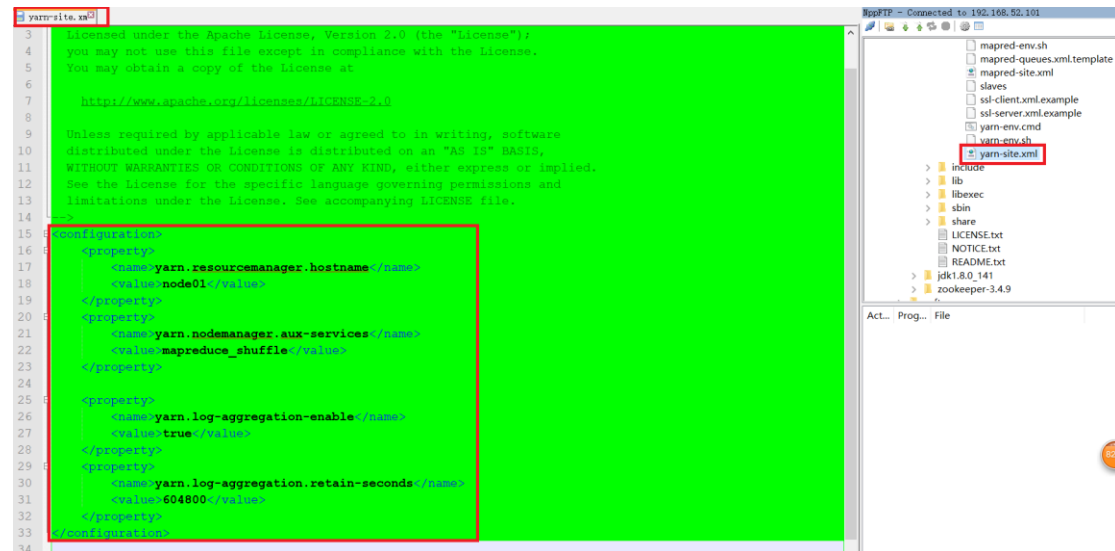 yarn-site.xm
3 Licensed under the Apache License, Version 2.0 (the "License");
4 you may not use this file except in compliance with the License.
5 You may obtain a copy of the License at
6
7 http://www.apache.org/licenses/LICENSE-2.0
8
9 Unless required by applicable law or agreed to in writing, software
10 distributed under the License is distributed on an "AS IS" BASIS,
11 WITHOUT WARRANTIES OR CONDITIONS OF ANY KIND, either express or implied.
12 See the License for the specific language governing permissions and
13 limitations under the License. See accompanying LICENSE file.
14 -->
15 <configuration>
16 <property>
17 <name>yarn.resourcemanager.hostname</name>
18 <value>node01</value>
19 </property>
20 <property>
21 <name>yarn.nodemanager.aux-services</name>
22 <value>mapreduce_shuffle</value>
23 </property>
24
25 <property>
26 <name>yarn.log-aggregation-enable</name>
27 <value>true</value>
28 </property>
29 <property>
30 <name>yarn.log-aggregation.retain-seconds</name>
31 <value>604800</value>
32 </property>
33 </configuration>
34
NppFTP - Connected to 192.168.52.101
mapred-env.sh
mapred-queues.xml.template
mapred-site.xml
slaves
ssl-client.xml.example
ssl-server.xml.example
yarn-env.cmd
yarn-env.sh
yarn-site.xml
include
lib
libexec
sbin
share
LICENSE.txt
NOTICE.txt
README.txt
jdk1.8.0_141
zookeeper-3.4.9
Act... Prog... File
82